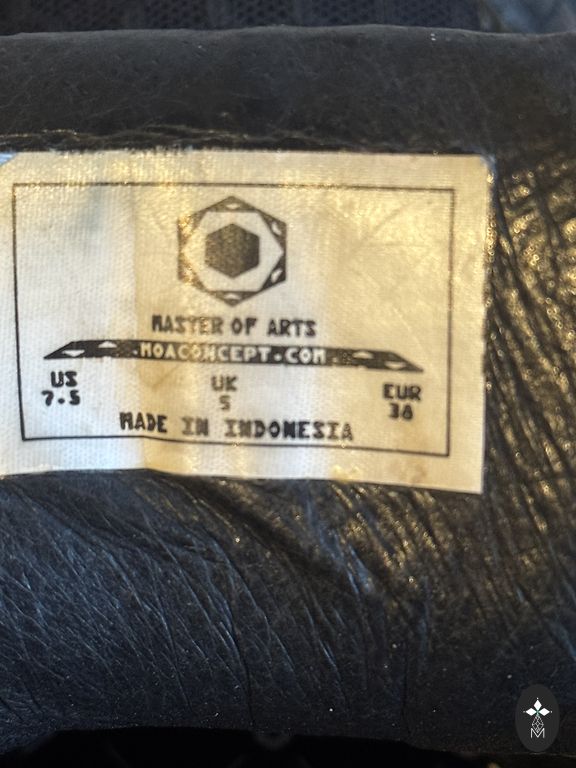 MASTER OF ARTS
.MOACONCEPT.COM.
US UK EUR
7.5 5 38
MADE IN INDONESIA
M